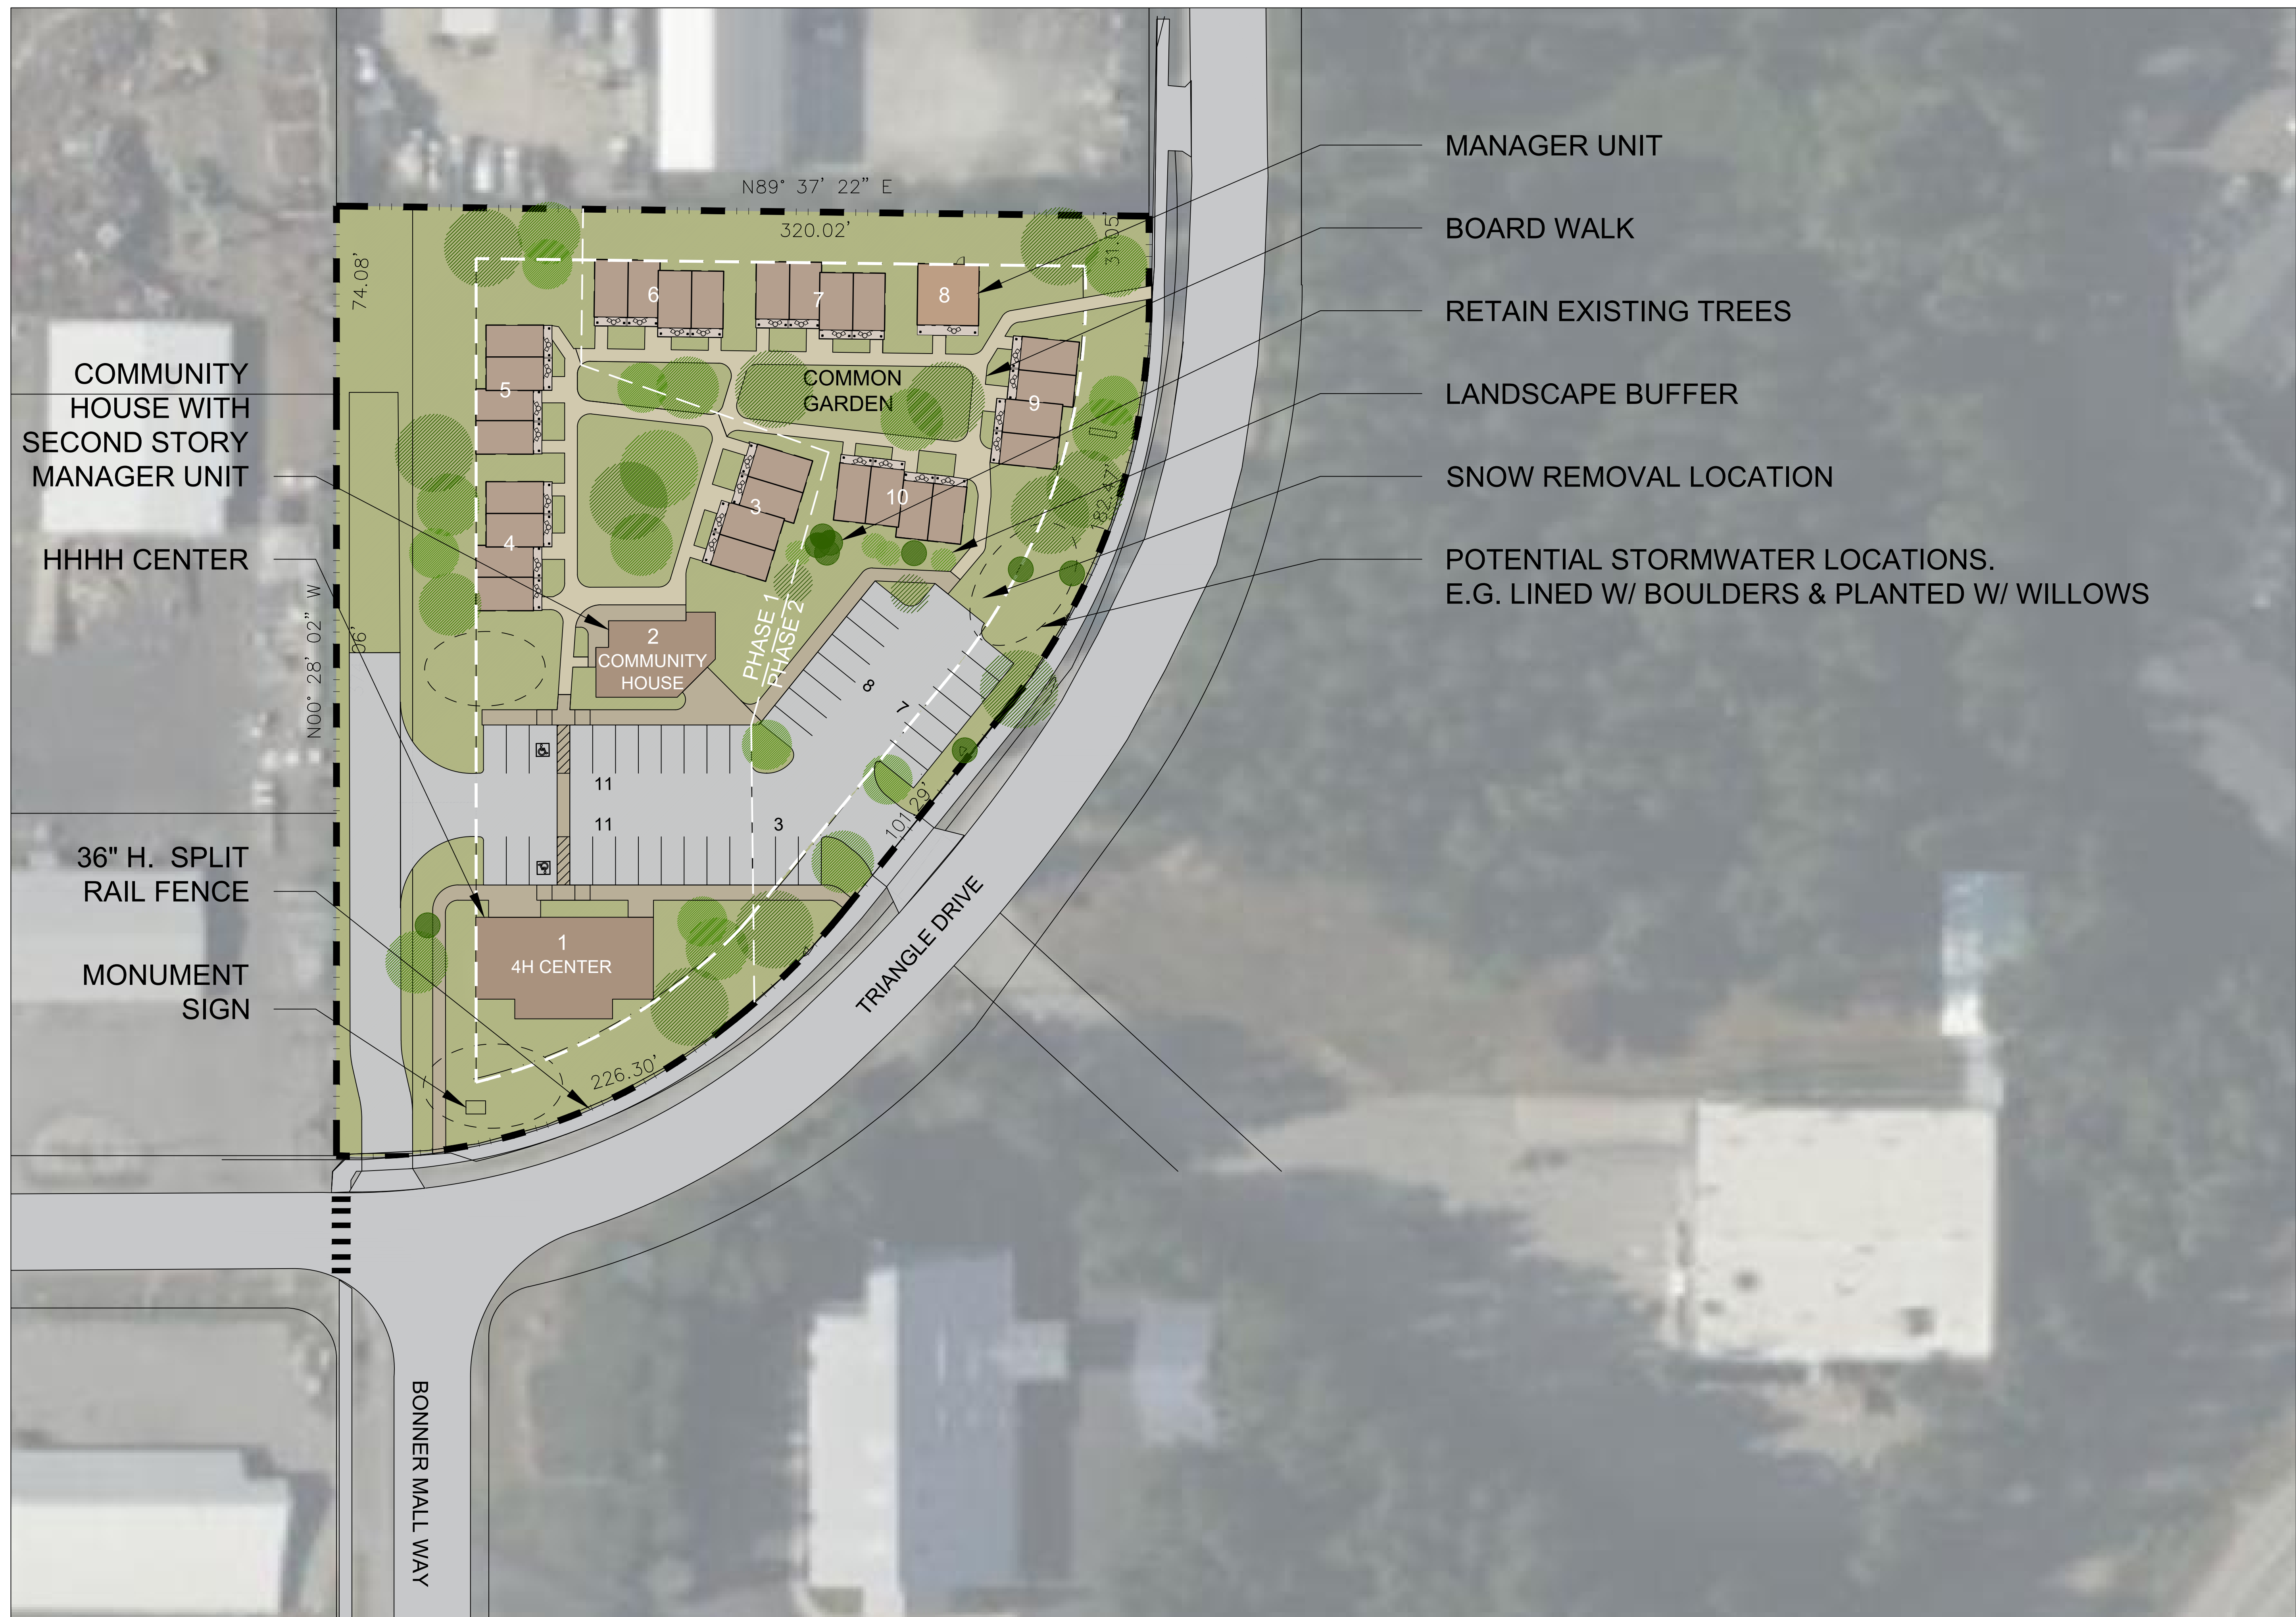 N89° 37' 22" E
320.02'
31.05'
74.08'
MANAGER UNIT
BOARD WALK
RETAIN EXISTING TREES
LANDSCAPE BUFFER
SNOW REMOVAL LOCATION
POTENTIAL STORMWATER LOCATIONS.
E.G. LINED W/ BOULDERS & PLANTED W/ WILLOWS
COMMUNITY
HOUSE WITH
SECOND STORY
MANAGER UNIT
HHHH CENTER
36" H. SPLIT
RAIL FENCE
MONUMENT
SIGN
6
7
8
5
COMMON
GARDEN
9
10
3
4
182.47'
N00° 28' 02" W
2
COMMUNITY
HOUSE
PHASE 1
PHASE 2
8
7
11
11
3
101.29'
1
4H CENTER
226.30'
TRIANGLE DRIVE
BONNER MALL WAY